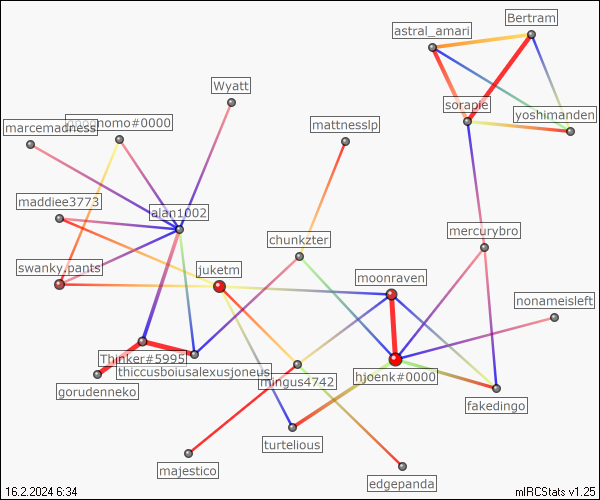 Bertram
astral_amari
sorapie
yoshimanden
Wyatt
mattnesslp
marcemadness
nomo#0000
maddiee3773
alan1002
chunkzter
mercurybro
swanky.pants
juketm
moonraven
nonameisleft
Thinker#5995
thiccusboiusalexusjoneus
mingus4742
hjoenk#0000
gorudenneko
fakedingo
turtelious
majestico
edgepanda
16.2.2024 6:34
mIRCStats v1.25